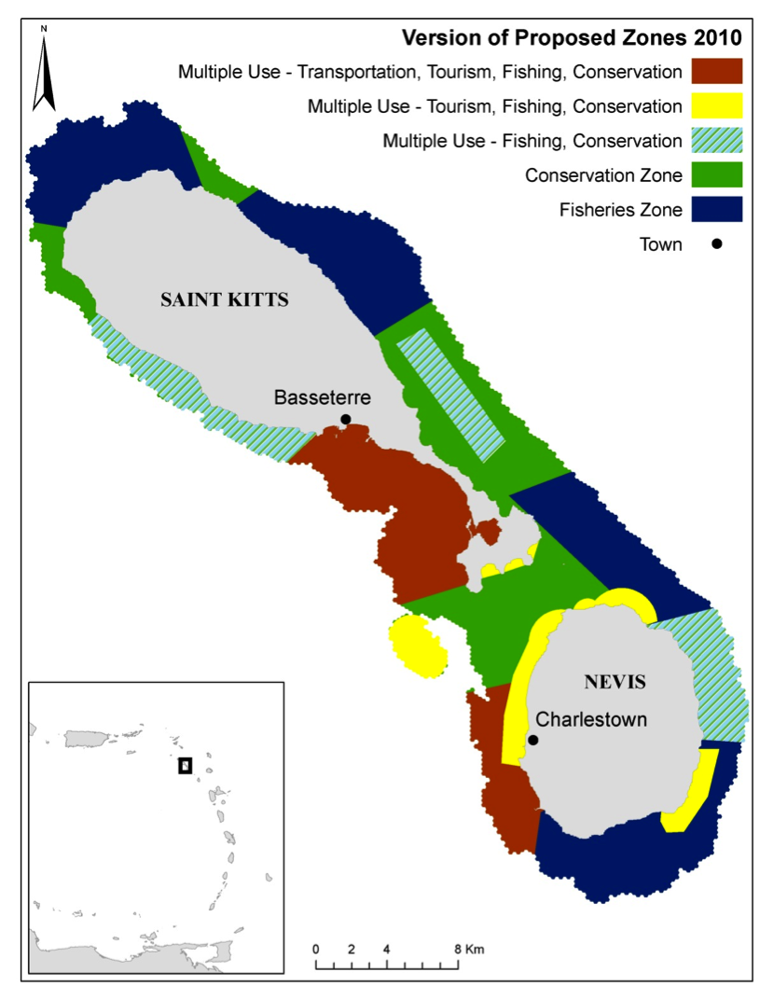 N
Version of Proposed Zones 2010
Multiple Use - Transportation, Tourism, Fishing, Conservation
Multiple Use - Tourism, Fishing, Conservation
Multiple Use - Fishing, Conservation
Conservation Zone
Fisheries Zone
Town
SAINT KITTS
Basseterre
NEVIS
Charlestown
0 2 4 8 Km